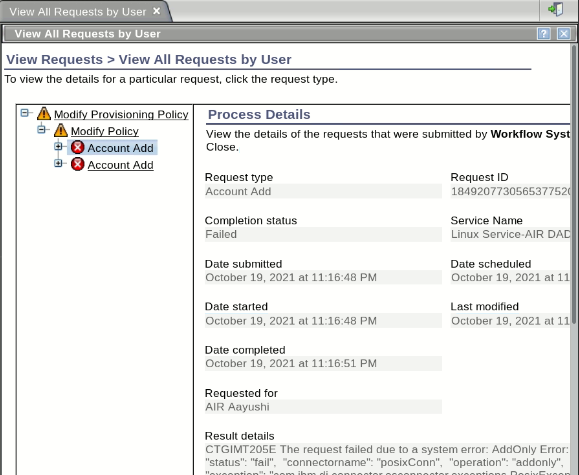 View All Requests by User
View All Requests by User
View Requests > View All Requests by User
To view the details for a particular request, click the request type.
Modify Provisioning Policy
Modify Policy
Account Add
Account Add
Process Details
View the details of the requests that were submitted by Workflow Syst
Close.
Request type
Account Add
Request ID
1849207730565377520
Completion status
Failed
Service Name
Linux Service-AIR DAD
Date submitted
October 19, 2021 at 11:16:48 PM
Date scheduled
October 19, 2021 at 11
Date started
October 19, 2021 at 11:16:48 PM
Last modified
October 19, 2021 at 11
Date completed
October 19, 2021 at 11:16:51 PM
Requested for
AIR Aayushi
Result details
CTGIMT205E The request failed due to a system error: AddOnly Error:
"status": "fail", "connectorname": "posixConn", "operation": "addonly",